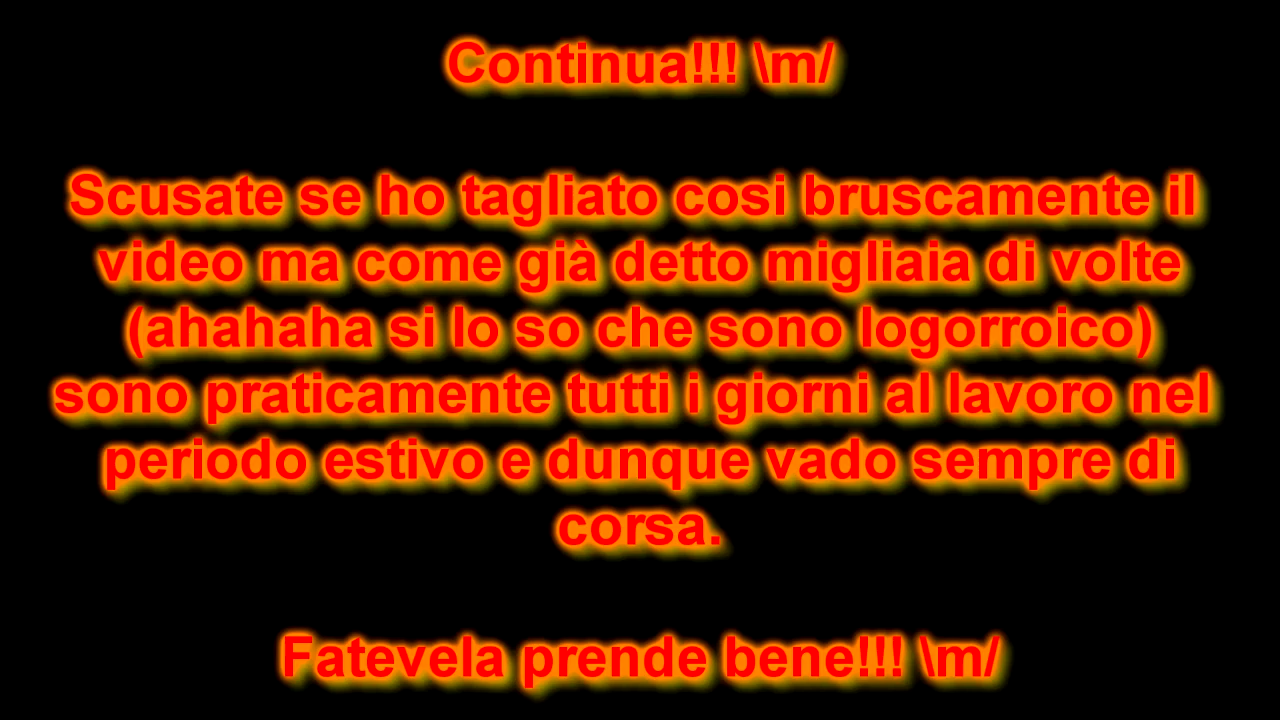 Continua!!! \m/
Scusate se ho tagliato cosi bruscamente il
video ma come già detto migliaia di volte
(ahahaha si lo so che sono logorroico)
sono praticamente tutti i giorni al lavoro nel
periodo estivo e dunque vado sempre di
corsa.
Fatevela prende bene!!! \m/